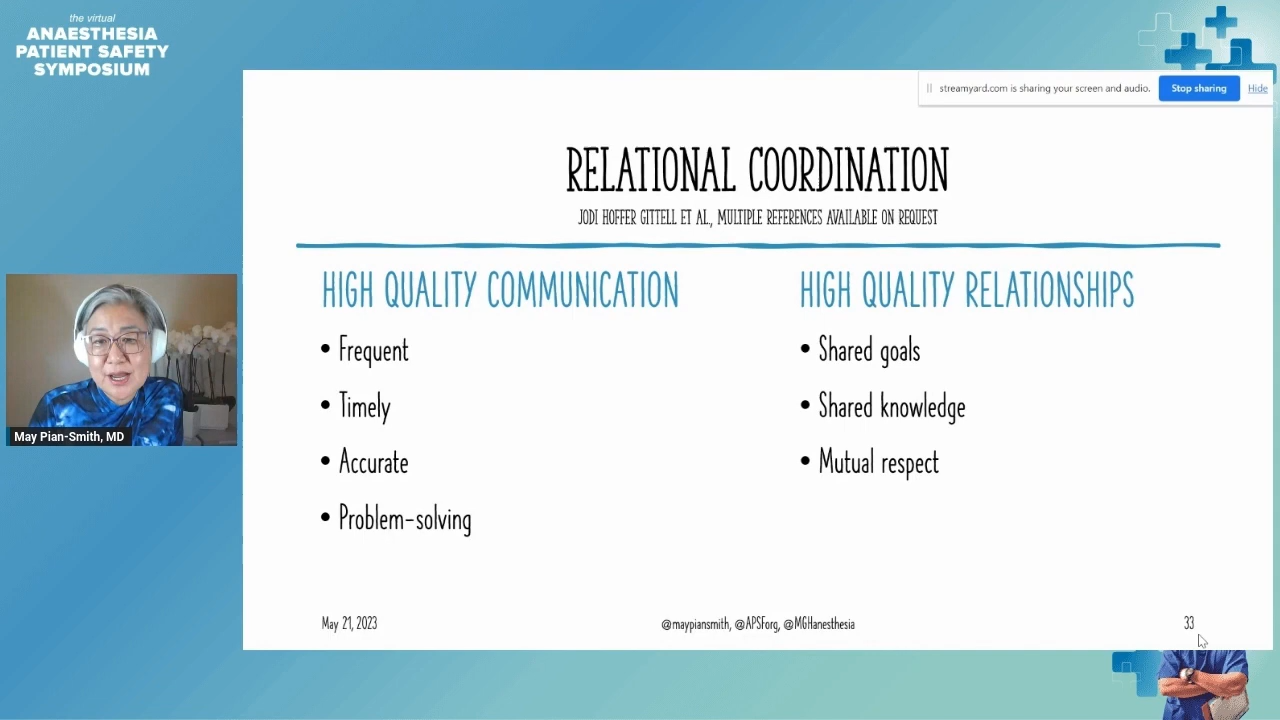 the virtual
ANAESTHESIA
PATIENT SAFETY
SYMPOSIUM
streamyard.com is sharing your screen and audio.
Stop sharing
Hide
RELATIONAL COORDINATION
JODI HOFFER GITTELL ET AL., MULTIPLE REFERENCES AVAILABLE ON REQUEST
HIGH QUALITY COMMUNICATION
• Frequent
• Timely
• Accurate
• Problem-solving
HIGH QUALITY RELATIONSHIPS
• Shared goals
• Shared knowledge
• Mutual respect
May Pian-Smith, MD
May 21, 2023
@maypiansmith, @APSForg, @MGHanesthesia
33